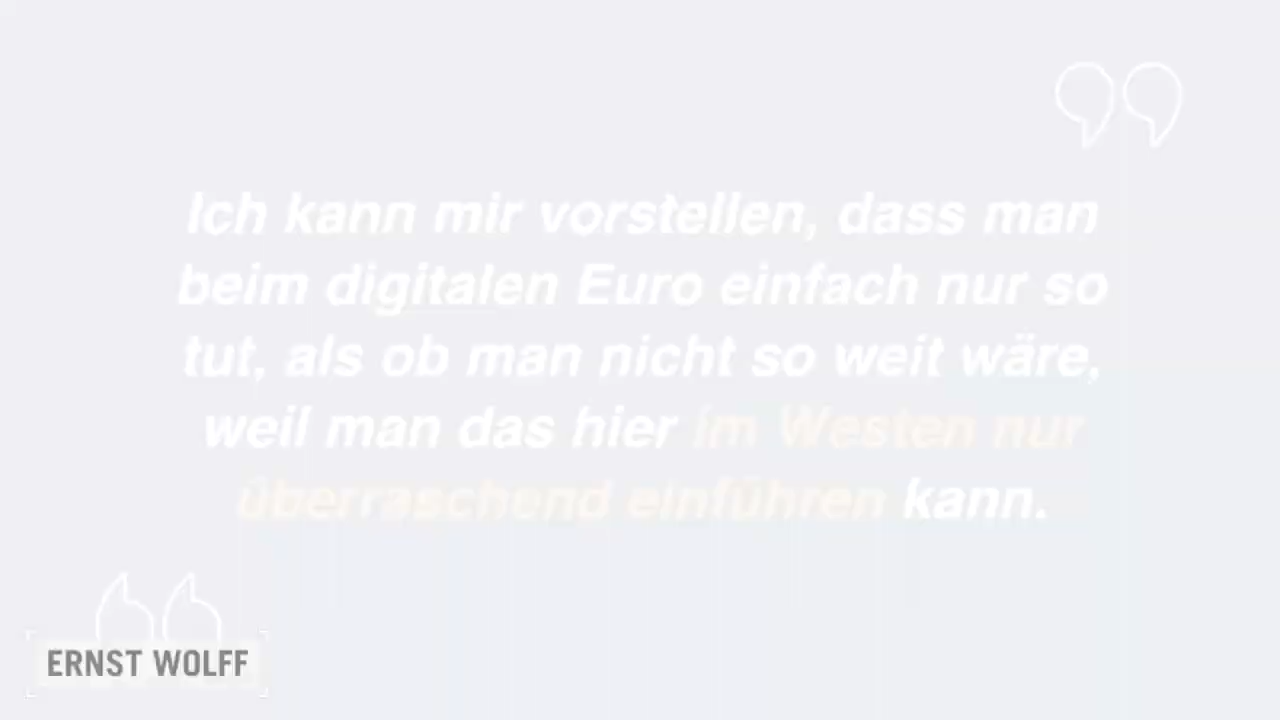 Ich kann mir vorstellen, dass man
beim digitalen Euro einfach nur so
tut, als ob man nicht so weit wäre,
weil man das hier im Westen nur
überraschend einführen kann.
ERNST WOLFF